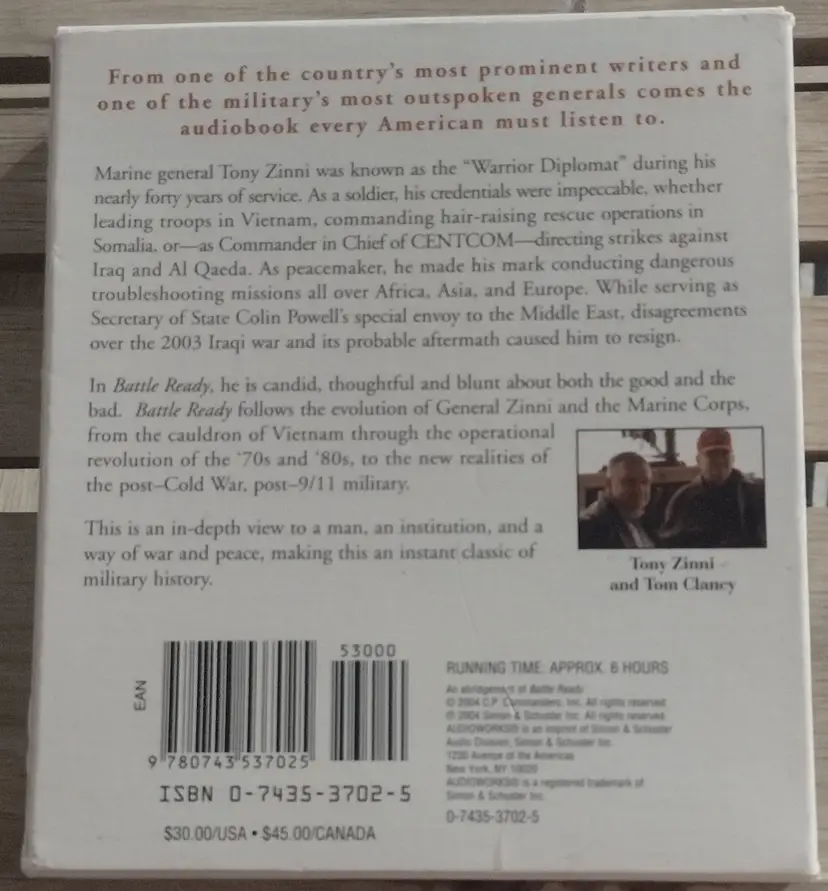 From one of the country's most prominent writers and
one of the military's most outspoken generals comes the
audiobook every American must listen to.
Marine general Tony Zinni was known as the “Warrior Diplomat” during his
nearly forty years of service. As a soldier, his credentials were impeccable, whether
leading troops in Vietnam, commanding hair-raising rescue operations in
Somalia, or—as Commander in Chief of CENTCOM—directing strikes against
Iraq and Al Qaeda. As peacemaker, he made his mark conducting dangerous
troubleshooting missions all over Africa, Asia, and Europe. While serving as
Secretary of State Colin Powell's special envoy to the Middle East, disagreements
over the 2003 Iraqi war and its probable aftermath caused him to resign.
In Battle Ready, he is candid, thoughtful and blunt about both the good and the
bad. Battle Ready follows the evolution of General Zinni and the Marine Corps,
from the cauldron of Vietnam through the operational
revolution of the '70s and '80s, to the new realities of
the post–Cold War, post–9/11 military.
This is an in-depth view to a man, an institution, and a
way of war and peace, making this an instant classic of
military history.
Tony Zinni
and Tom Clancy
EAN
53000
9 780743 537025
ISBN 0-7435-3702-5
$30.00/USA • $45.00/CANADA
RUNNING TIME: APPROX. 6 HOURS
An abridgement of Battle Ready
© 2004 C.P. Commanders, Inc. All rights reserved.
℗ 2004 Simon & Schuster Inc. All rights reserved.
AUDIOWORKS® is an imprint of Simon & Schuster
Audio Division, Simon & Schuster Inc.
1230 Avenue of the Americas
New York, NY 10020
AUDIOWORKS® is a registered trademark of
Simon & Schuster Inc.
0-7435-3702-5